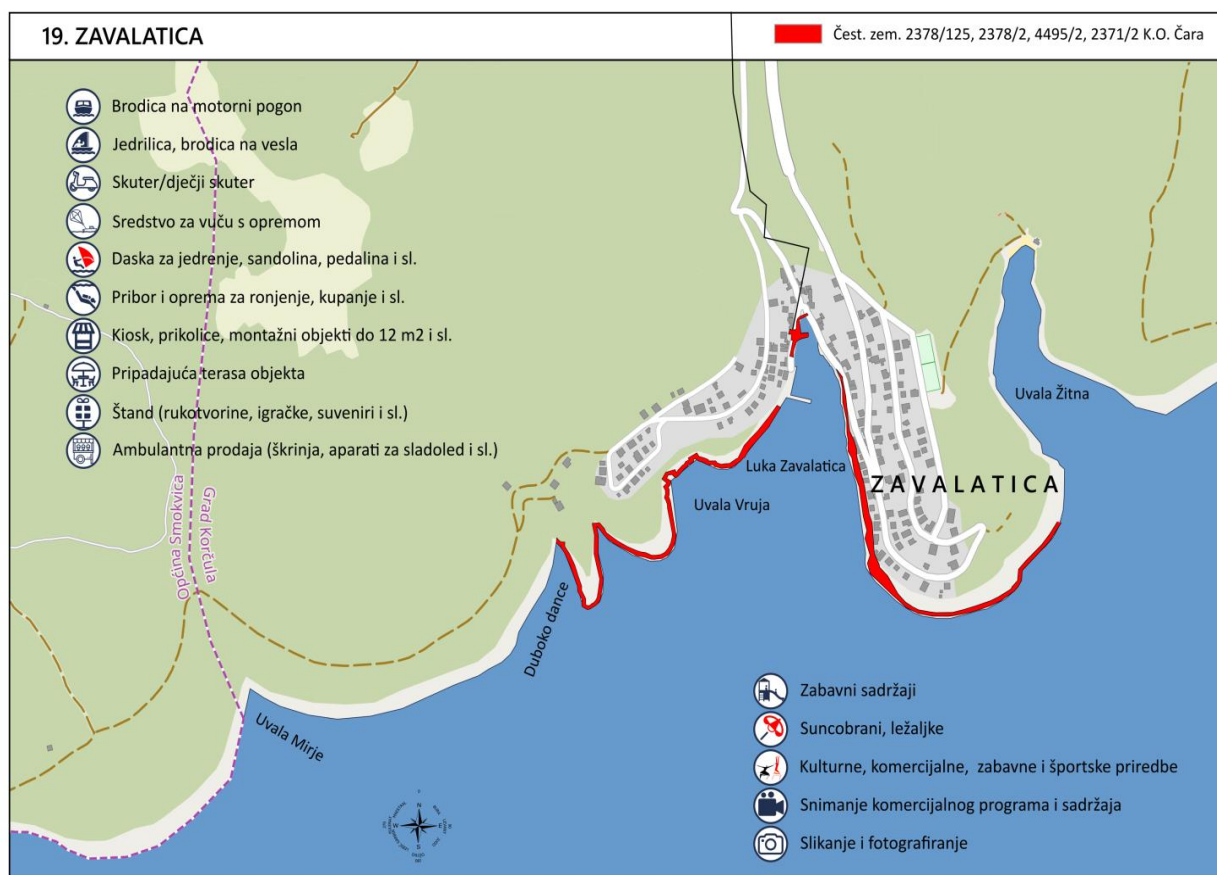 19. ZAVALATICA
Čest. zem. 2378/125, 2378/2, 4495/2, 2371/2 K.O. Čara
Brodica na motorni pogon
Jedrilica, brodica na vesla
Skuter/dječji skuter
Sredstvo za vuču s opremom
Daska za jedrenje, sandolina, pedalina i sl.
Pribor i oprema za ronjenje, kupanje i sl.
Kiosk, prikolice, montažni objekti do 12 m2 i sl.
Pripadajuća terasa objekta
Štand (rukotvorine, igračke, suveniri i sl.)
Ambulantna prodaja (škrinja, aparati za sladoled i sl.)
Uvala Žitna
Luka Zavalatica
ZAVALATICA
Uvala Vruja
Općina Smokvica
Grad Korčula
Duboko dance
Uvala Mirje
Zabavni sadržaji
Suncobrani, ležaljke
Kulturne, komercijalne, zabavne i športske priredbe
Snimanje komercijalnog programa i sadržaja
Slikanje i fotografiranje
N
W
E
S